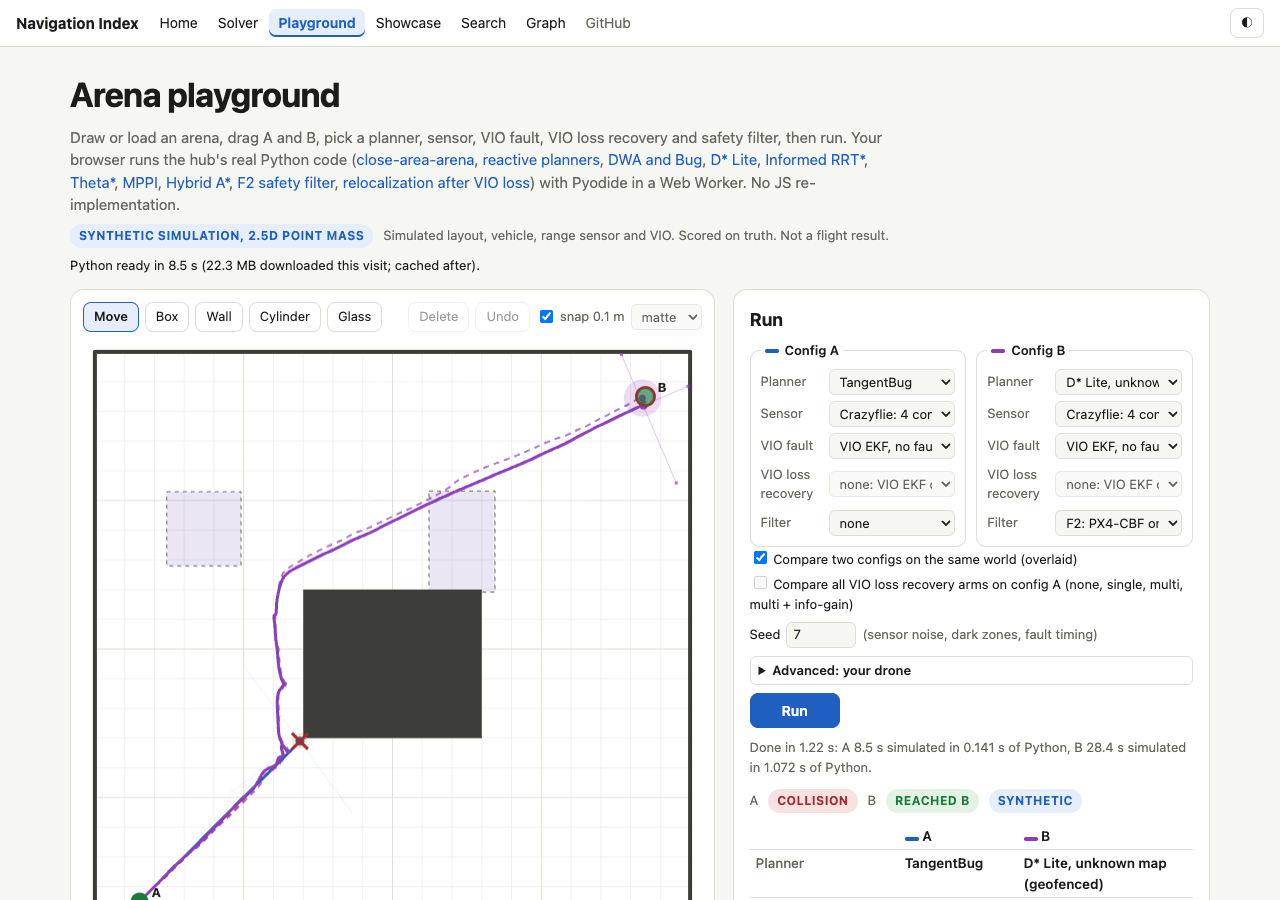 Navigation Index Home Solver Playground Showcase Search Graph GitHub
Arena playground
Draw or load an arena, drag A and B, pick a planner, sensor, VIO fault, VIO loss recovery and safety filter, then run. Your
browser runs the hub's real Python code (close-area-arena, reactive planners, DWA and Bug, D* Lite, Informed RRT*,
Theta*, MPPI, Hybrid A*, F2 safety filter, relocalization after VIO loss) with Pyodide in a Web Worker. No JS re-
implementation.
SYNTHETIC SIMULATION, 2.5D POINT MASS Simulated layout, vehicle, range sensor and VIO. Scored on truth. Not a flight result.
Python ready in 8.5 s (22.3 MB downloaded this visit; cached after).
Move Box Wall Cylinder Glass Delete Undo snap 0.1 m matte
B
A
Run
Config A
Planner TangentBug
Sensor Crazyflie: 4 cor
VIO fault VIO EKF, no fau
VIO loss
recovery none: VIO EKF
Filter none
Config B
Planner D* Lite, unknow
Sensor Crazyflie: 4 cor
VIO fault VIO EKF, no fau
VIO loss
recovery none: VIO EKF
Filter F2: PX4-CBF or
Compare two configs on the same world (overlaid)
Compare all VIO loss recovery arms on config A (none, single, multi,
multi + info-gain)
Seed 7 (sensor noise, dark zones, fault timing)
Advanced: your drone
Run
Done in 1.22 s: A 8.5 s simulated in 0.141 s of Python, B 28.4 s simulated
in 1.072 s of Python.
A COLLISION B REACHED B SYNTHETIC
A B
Planner TangentBug D* Lite, unknown map
(geofenced)